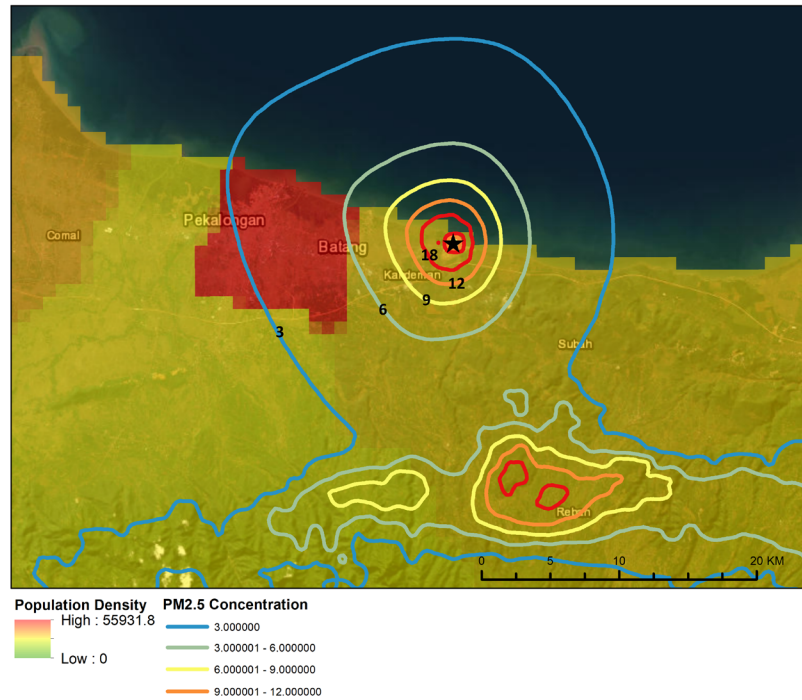 Pekalongan
Comal
Batang
18
Kandeman
12
9
6
3
Subah
Reban
0 5 10 20 KM
Population Density
High : 55931.8
Low : 0
PM2.5 Concentration
3.000000
3.000001 - 6.000000
6.000001 - 9.000000
9.000001 - 12.000000